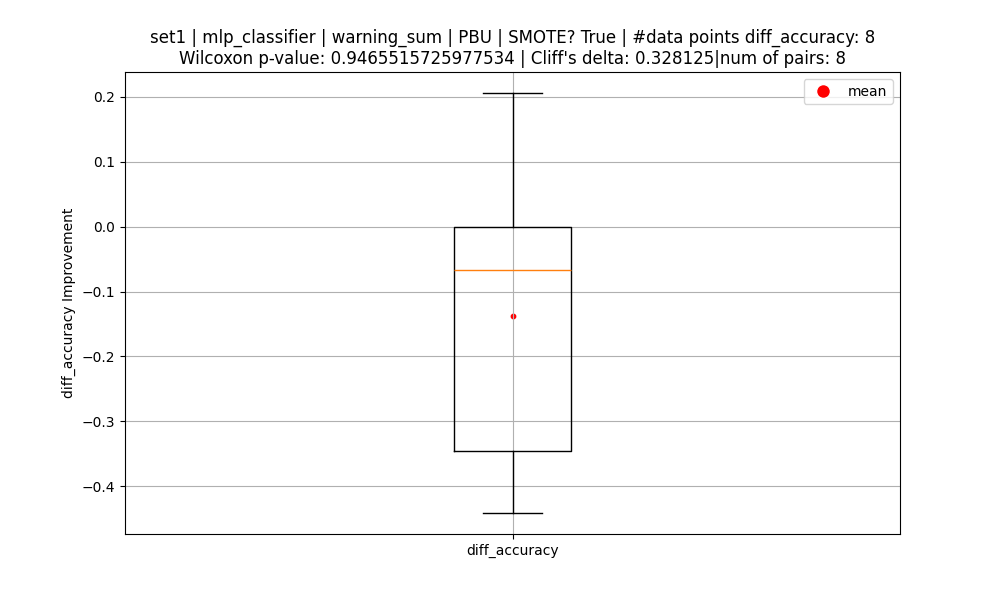 set1 | mlp_classifier | warning_sum | PBU | SMOTE? True | #data points diff_accuracy: 8
Wilcoxon p-value: 0.9465515725977534 | Cliff's delta: 0.328125|num of pairs: 8
mean
0.2
0.1
0.0
−0.1
−0.2
−0.3
−0.4
diff_accuracy Improvement
diff_accuracy